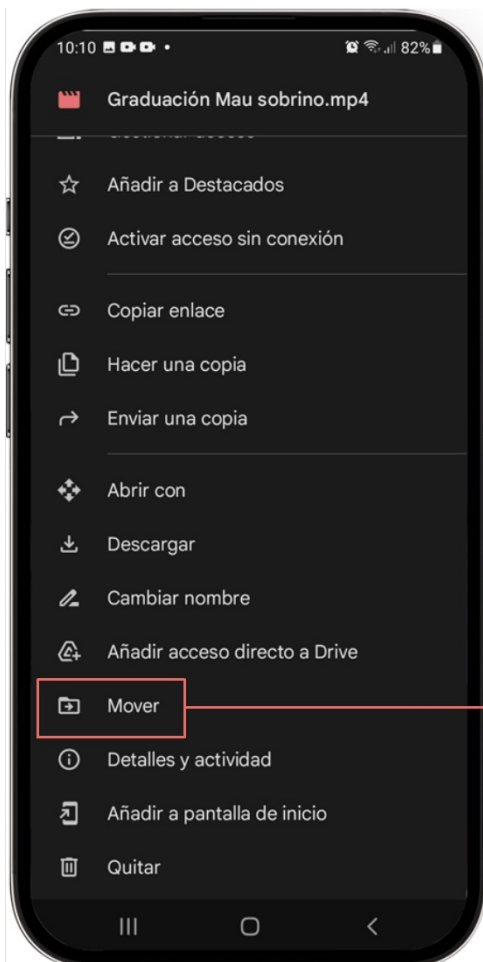 10:10 82%
Graduación Mau sobrino.mp4
Añadir a Destacados
Activar acceso sin conexión
Copiar enlace
Hacer una copia
Enviar una copia
Abrir con
Descargar
Cambiar nombre
Añadir acceso directo a Drive
Mover
Detalles y actividad
Añadir a pantalla de inicio
Quitar